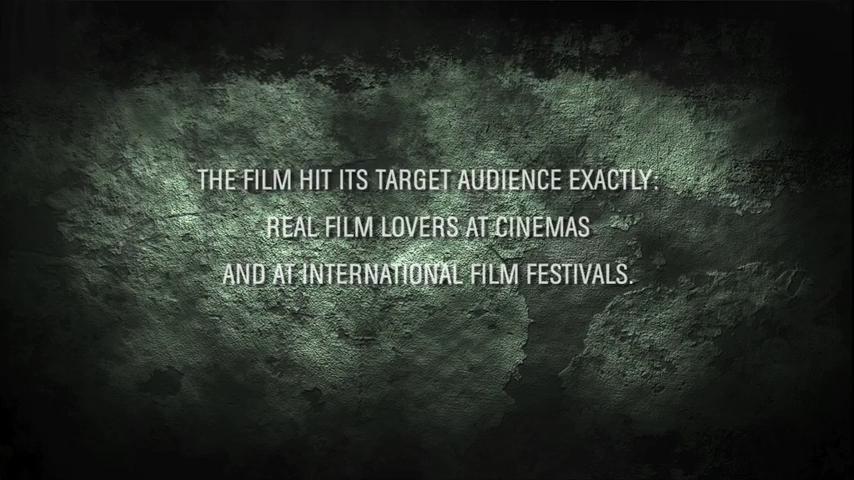 THE FILM HIT ITS TARGET AUDIENCE EXACTLY:
REAL FILM LOVERS AT CINEMAS
AND AT INTERNATIONAL FILM FESTIVALS.